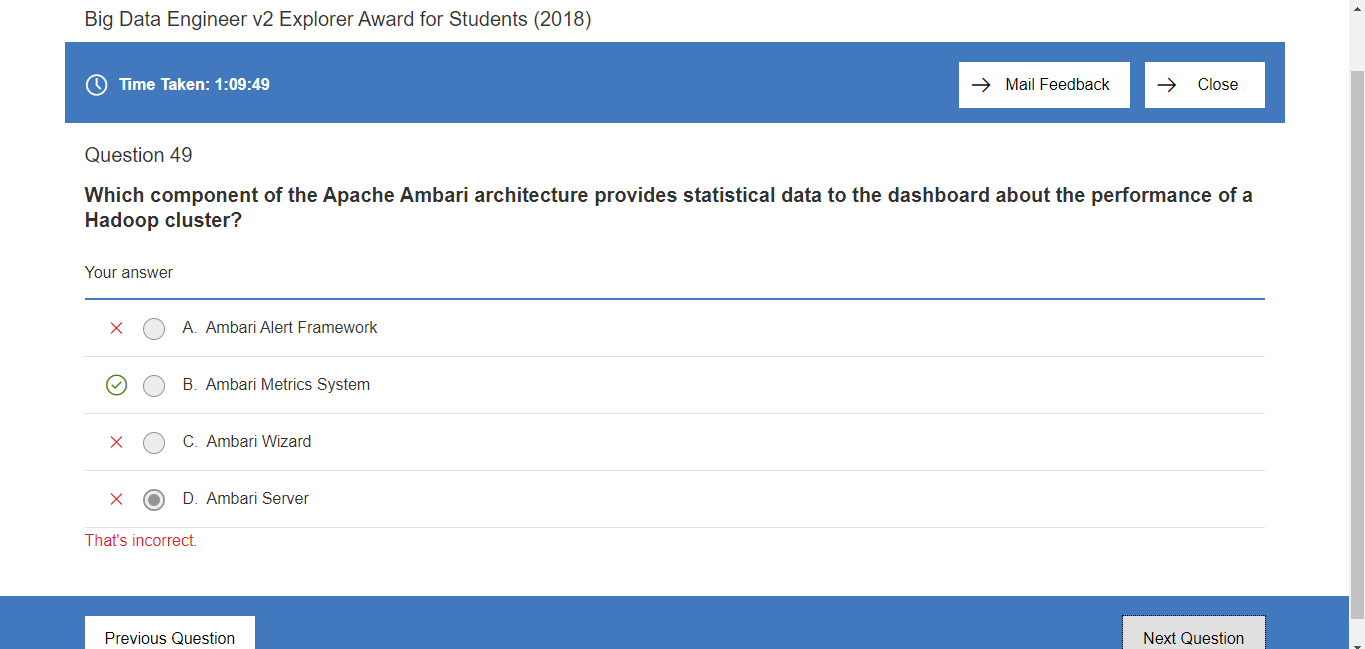 Big Data Engineer v2 Explorer Award for Students (2018)
Time Taken: 1:09:49
Mail Feedback
Close
Question 49
Which component of the Apache Ambari architecture provides statistical data to the dashboard about the performance of a
Hadoop cluster?
Your answer
A. Ambari Alert Framework
B. Ambari Metrics System
C. Ambari Wizard
D. Ambari Server
That's incorrect.
Previous Question
Next Question